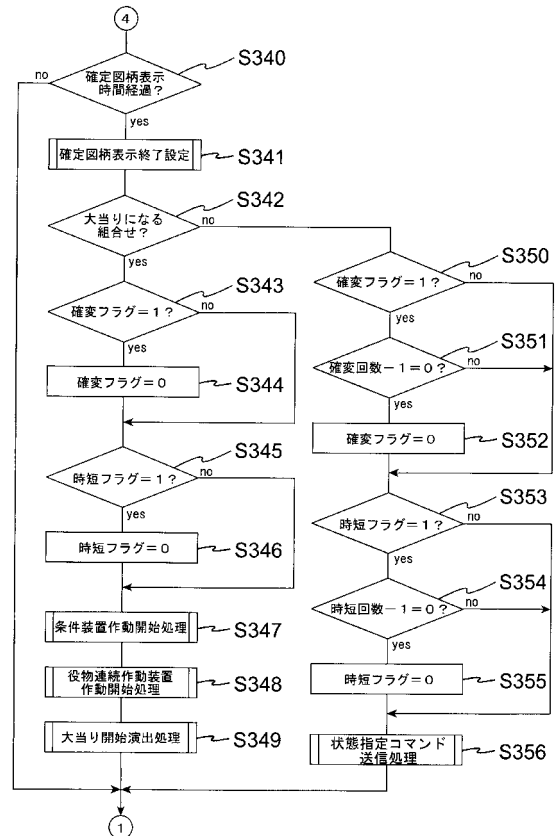 4
確定図柄表示
時間経過?
S340
no
yes
確定図柄表示終了設定
S341
大当りになる
組合せ?
S342
no
yes
確変フラグ=1?
S343
no
yes
確変フラグ=0
S344
時短フラグ=1?
S345
no
yes
時短フラグ=0
S346
条件装置作動開始処理
S347
役物連続作動装置
作動開始処理
S348
大当り開始演出処理
S349
確変フラグ=1?
S350
no
yes
確変回数-1=0?
S351
no
yes
確変フラグ=0
S352
時短フラグ=1?
S353
no
yes
時短回数-1=0?
S354
no
yes
時短フラグ=0
S355
状態指定コマンド
送信処理
S356
1